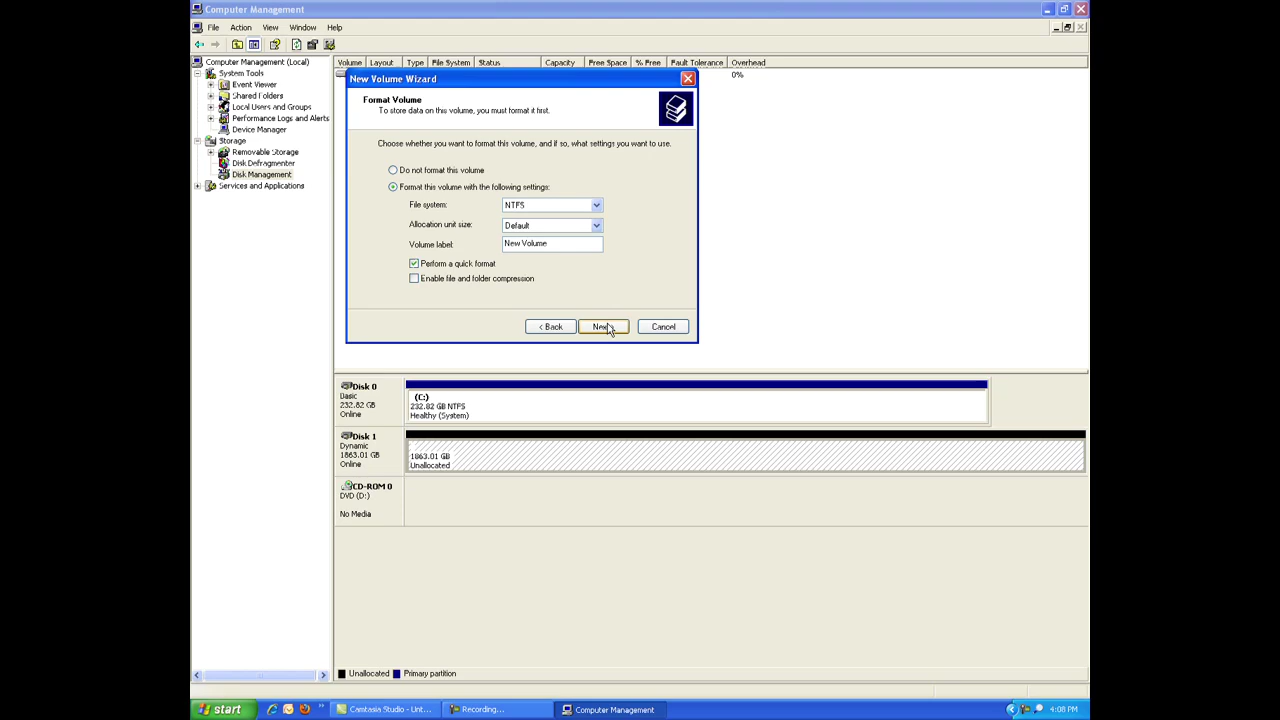 Computer Management
File Action View Window Help
Computer Management (Local)
System Tools
Event Viewer
Shared Folders
Local Users and Groups
Performance Logs and Alerts
Device Manager
Storage
Removable Storage
Disk Defragmenter
Disk Management
Services and Applications
Volume Layout Type File System Status Capacity Free Space % Free Fault Tolerance Overhead
0%
New Volume Wizard
Format Volume
To store data on this volume, you must format it first.
Choose whether you want to format this volume, and if so, what settings you want to use.
Do not format this volume
Format this volume with the following settings:
File system: NTFS
Allocation unit size: Default
Volume label: New Volume
Perform a quick format
Enable file and folder compression
< Back Next Cancel
Disk 0
Basic
232.82 GB
Online
(C:)
232.82 GB NTFS
Healthy (System)
Disk 1
Dynamic
1863.01 GB
Online
1863.01 GB
Unallocated
CD-ROM 0
DVD (D:)
No Media
Unallocated Primary partition
start Camtasia Studio - Unt... Recording... Computer Management 4:08 PM